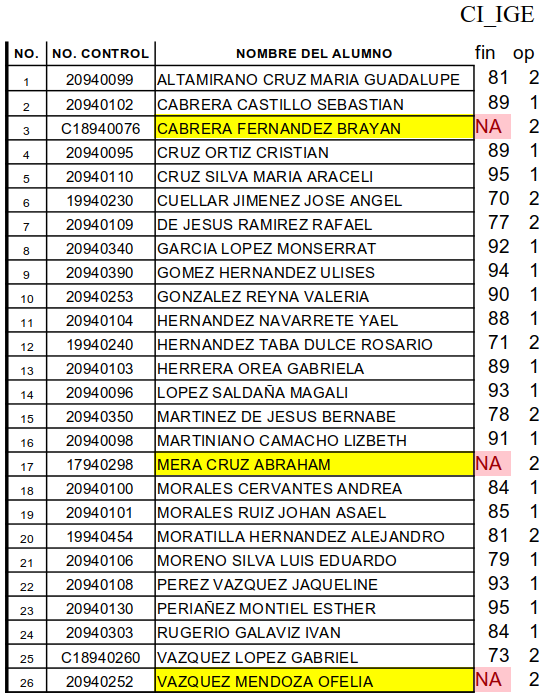 CI_IGE
NO. NO. CONTROL NOMBRE DEL ALUMNO fin op
1 20940099 ALTAMIRANO CRUZ MARIA GUADALUPE 81 2
2 20940102 CABRERA CASTILLO SEBASTIAN 89 1
3 C18940076 CABRERA FERNANDEZ BRAYAN NA 2
4 20940095 CRUZ ORTIZ CRISTIAN 89 1
5 20940110 CRUZ SILVA MARIA ARACELI 95 1
6 19940230 CUELLAR JIMENEZ JOSE ANGEL 70 2
7 20940109 DE JESUS RAMIREZ RAFAEL 77 2
8 20940340 GARCIA LOPEZ MONSERRAT 92 1
9 20940390 GOMEZ HERNANDEZ ULISES 94 1
10 20940253 GONZALEZ REYNA VALERIA 90 1
11 20940104 HERNANDEZ NAVARRETE YAEL 88 1
12 19940240 HERNANDEZ TABA DULCE ROSARIO 71 2
13 20940103 HERRERA OREA GABRIELA 89 1
14 20940096 LOPEZ SALDAÑA MAGALI 93 1
15 20940350 MARTINEZ DE JESUS BERNABE 78 2
16 20940098 MARTINIANO CAMACHO LIZBETH 91 1
17 17940298 MERA CRUZ ABRAHAM NA 2
18 20940100 MORALES CERVANTES ANDREA 84 1
19 20940101 MORALES RUIZ JOHAN ASAEL 85 1
20 19940454 MORATILLA HERNANDEZ ALEJANDRO 81 2
21 20940106 MORENO SILVA LUIS EDUARDO 79 1
22 20940108 PEREZ VAZQUEZ JAQUELINE 93 1
23 20940130 PERIAÑEZ MONTIEL ESTHER 95 1
24 20940303 RUGERIO GALAVIZ IVAN 84 1
25 C18940260 VAZQUEZ LOPEZ GABRIEL 73 2
26 20940252 VAZQUEZ MENDOZA OFELIA NA 2